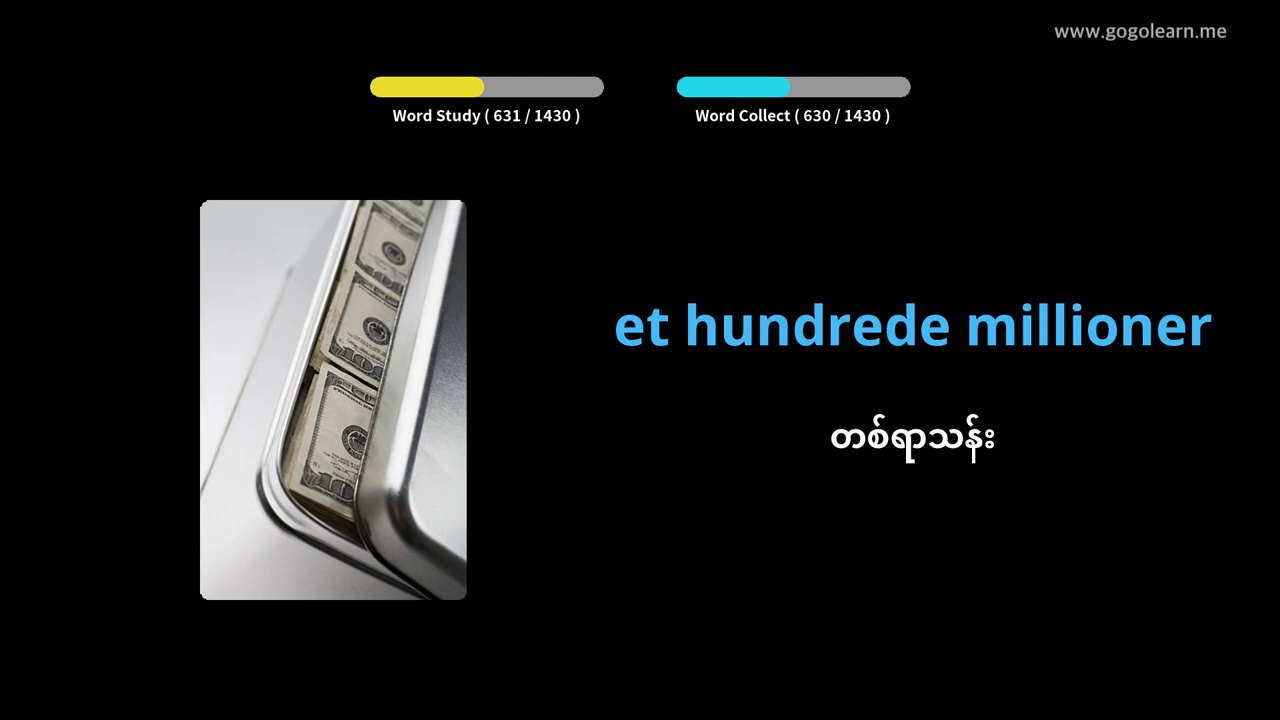 www.gogolearn.me
Word Study ( 631 / 1430 )
Word Collect ( 630 / 1430 )
et hundrede millioner
တစ်ရာသန်း